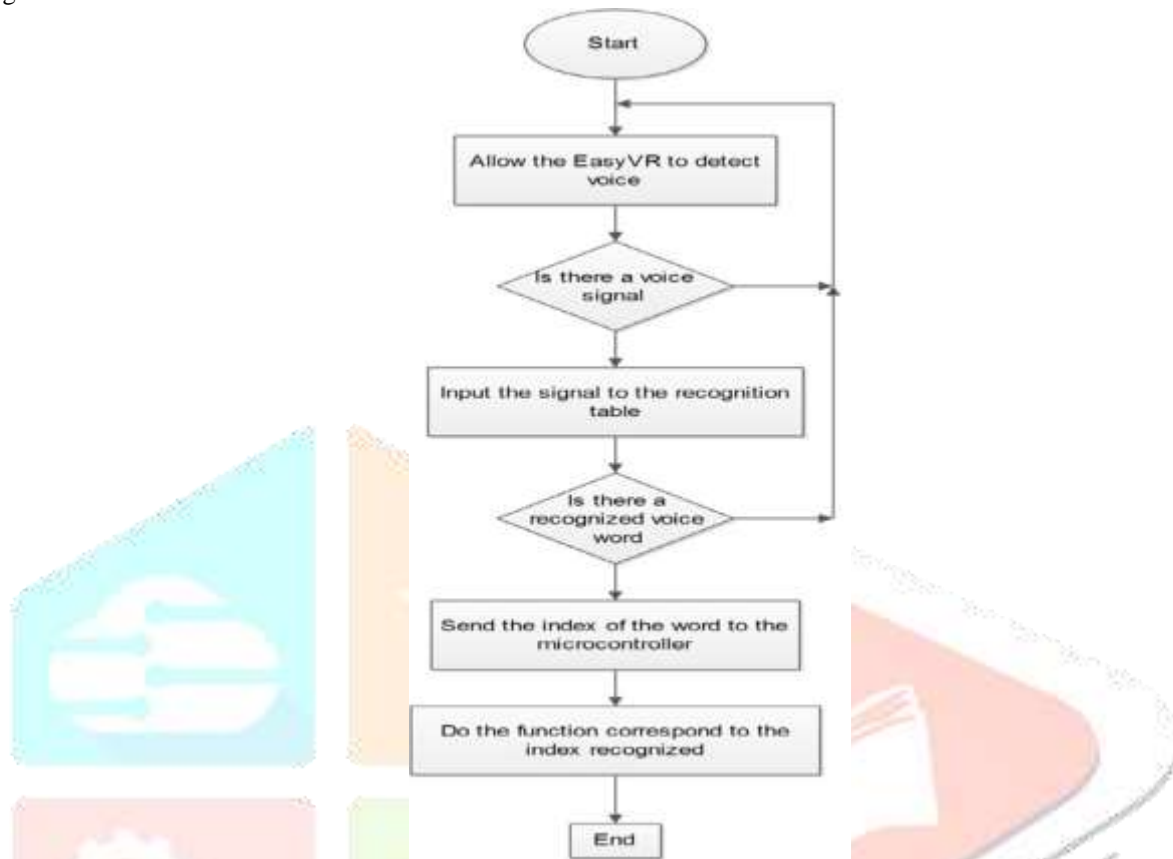 Start
Allow the EasyVR to detect
voice
Is there a voice
signal
Input the signal to the recognition
table
Is there a
recognized voice
word
Send the index of the word to the
microcontroller
Do the function correspond to the
index recognized
End